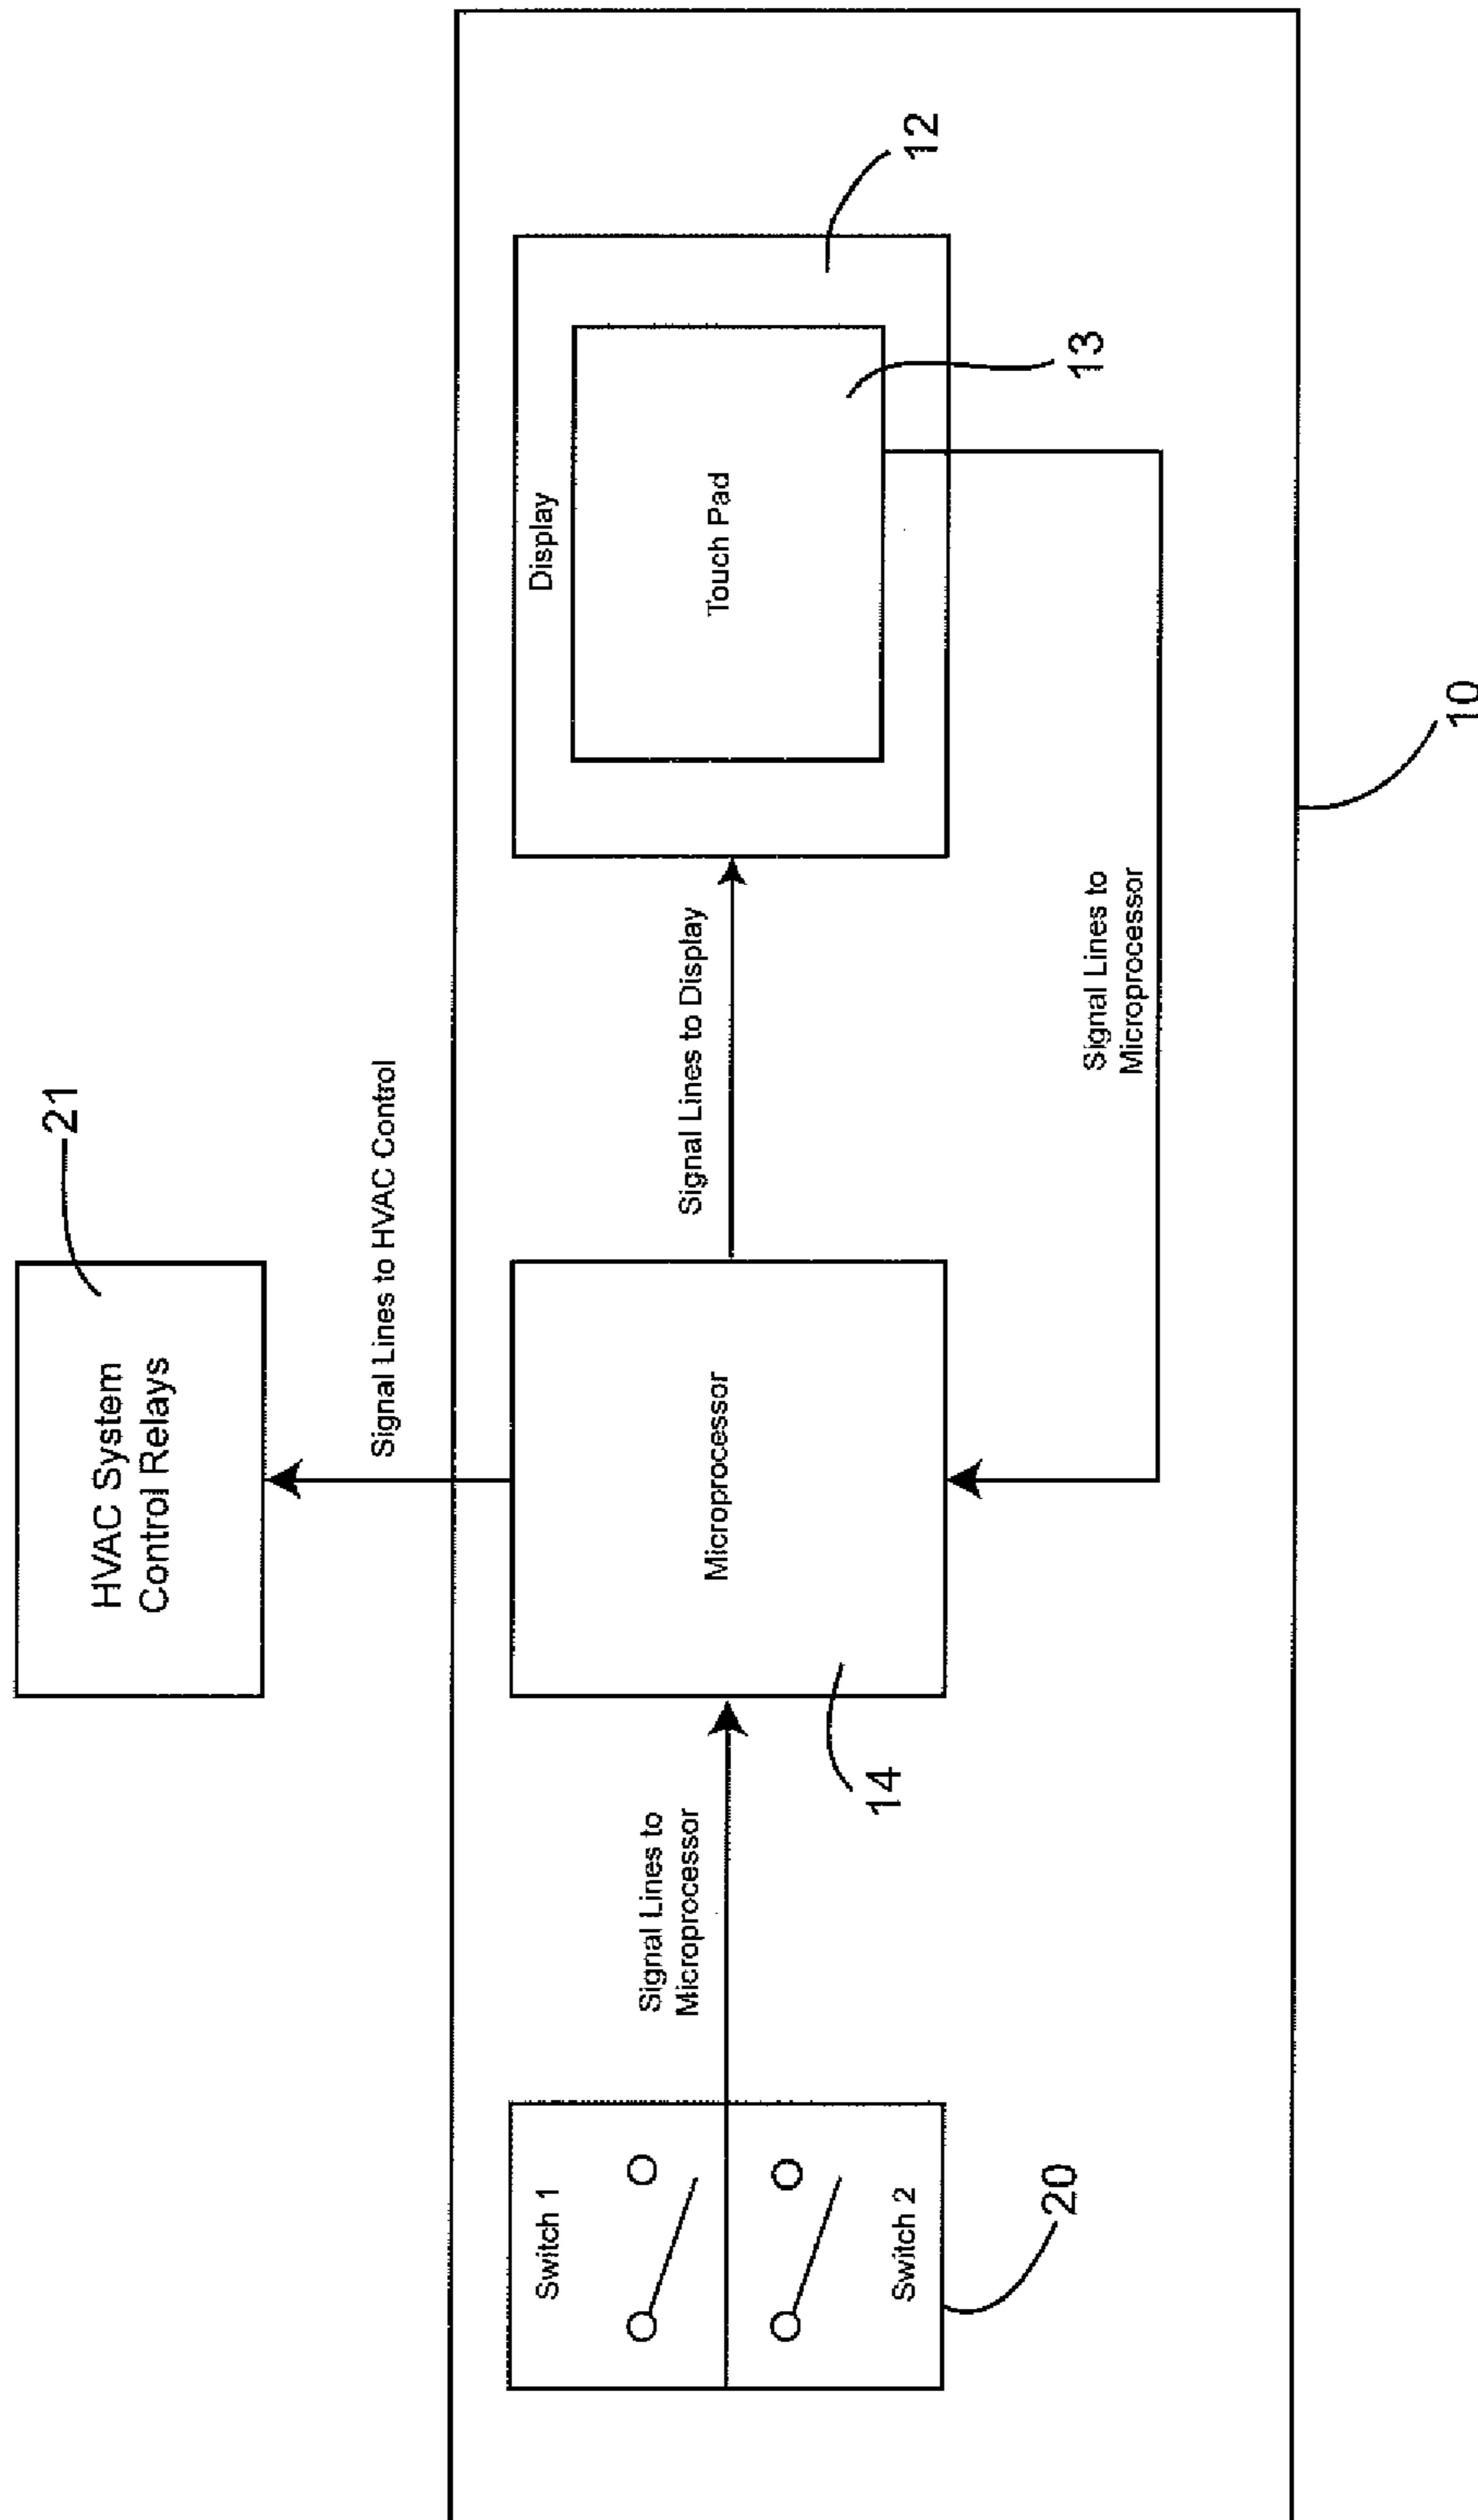 HVAC System
Control Relays
21
Signal Lines to HVAC Control
Switch 1
Switch 2
20
Signal Lines to
Microprocessor
Microprocessor
14
Signal Lines to Display
Display
Touch Pad
12
13
Signal Lines to
Microprocessor
10